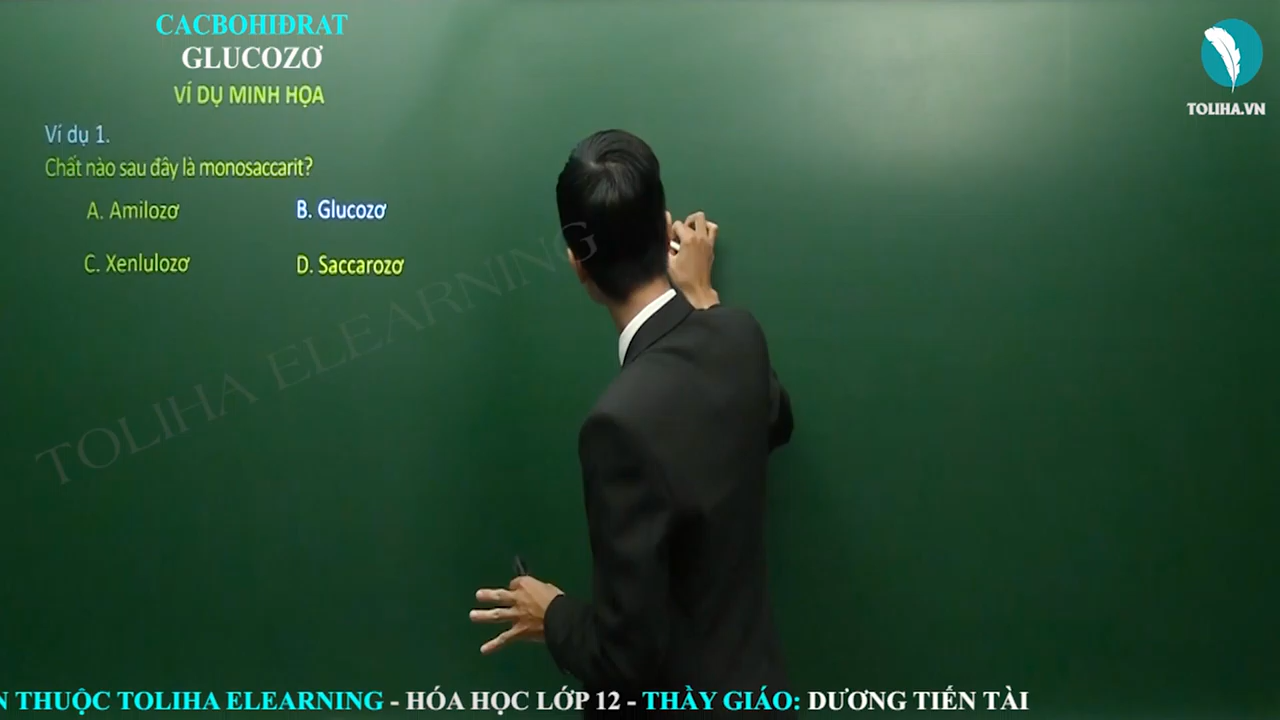 CACBOHIĐRAT
GLUCOZƠ
VÍ DỤ MINH HỌA
TOLIHA.VN
Ví dụ 1.
Chất nào sau đây là monosaccarit?
A. Amilozơ
B. Glucozơ
C. Xenlulozơ
D. Saccarozơ
TOLIHA ELEARNING
N THUỘC TOLIHA ELEARNING - HÓA HỌC LỚP 12 - THẦY GIÁO: DƯƠNG TIẾN TÀI